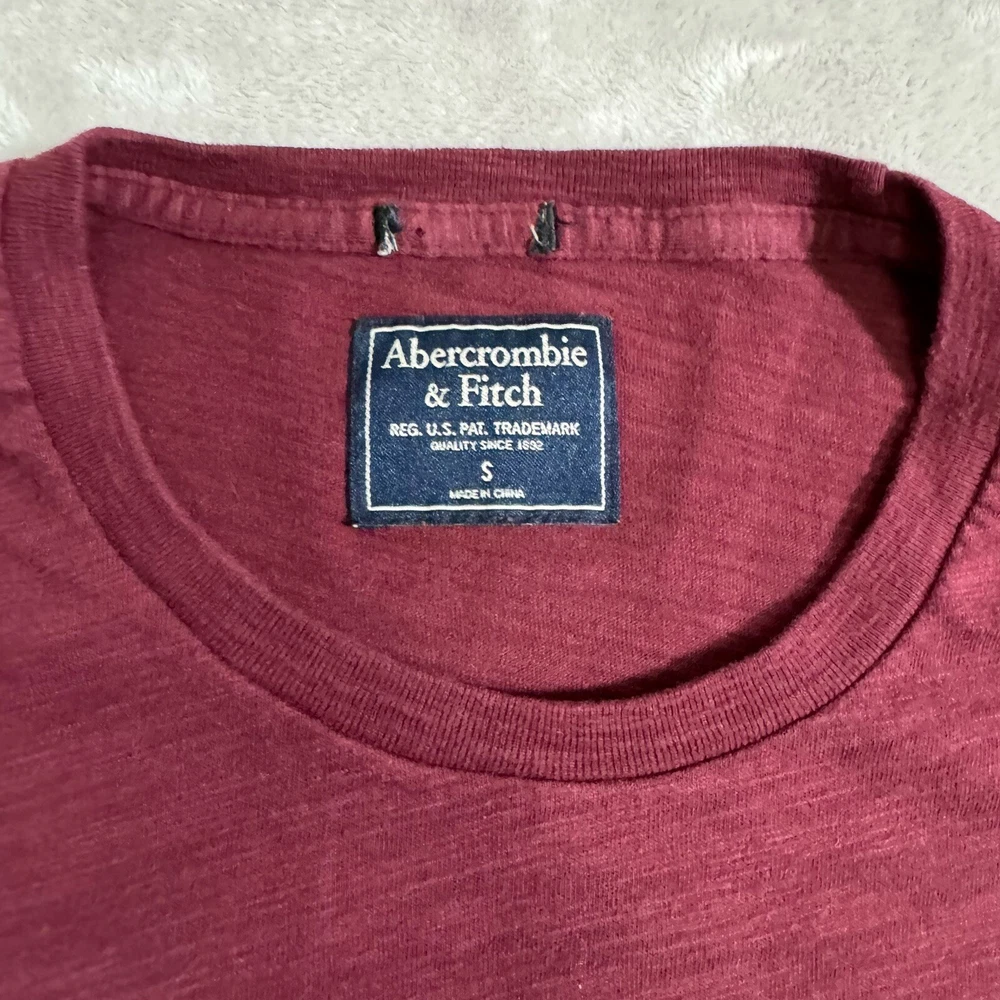 Abercrombie
& Fitch
REG. U.S. PAT. TRADEMARK
QUALITY SINCE 1892
S
MADE IN CHINA